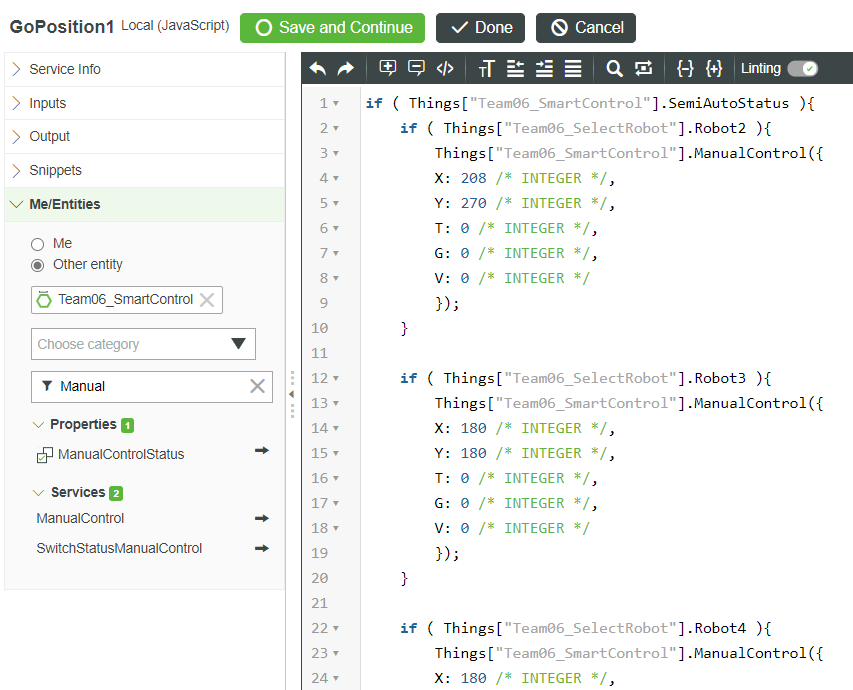 GoPosition1 Local (JavaScript) Save and Continue Done Cancel
Service Info
Inputs
Output
Snippets
Me/Entities
Me
Other entity
Team06_SmartControl
Choose category
Manual
Properties 1
ManualControlStatus
Services 2
ManualControl
SwitchStatusManualControl
Linting
1 if ( Things["Team06_SmartControl"].SemiAutoStatus ){
2 if ( Things["Team06_SelectRobot"].Robot2 ){
3 Things["Team06_SmartControl"].ManualControl({
4 X: 208 /* INTEGER */,
5 Y: 270 /* INTEGER */,
6 T: 0 /* INTEGER */,
7 G: 0 /* INTEGER */,
8 V: 0 /* INTEGER */
9 });
10 }
11
12 if ( Things["Team06_SelectRobot"].Robot3 ){
13 Things["Team06_SmartControl"].ManualControl({
14 X: 180 /* INTEGER */,
15 Y: 180 /* INTEGER */,
16 T: 0 /* INTEGER */,
17 G: 0 /* INTEGER */,
18 V: 0 /* INTEGER */
19 });
20 }
21
22 if ( Things["Team06_SelectRobot"].Robot4 ){
23 Things["Team06_SmartControl"].ManualControl({
24 X: 180 /* INTEGER */,